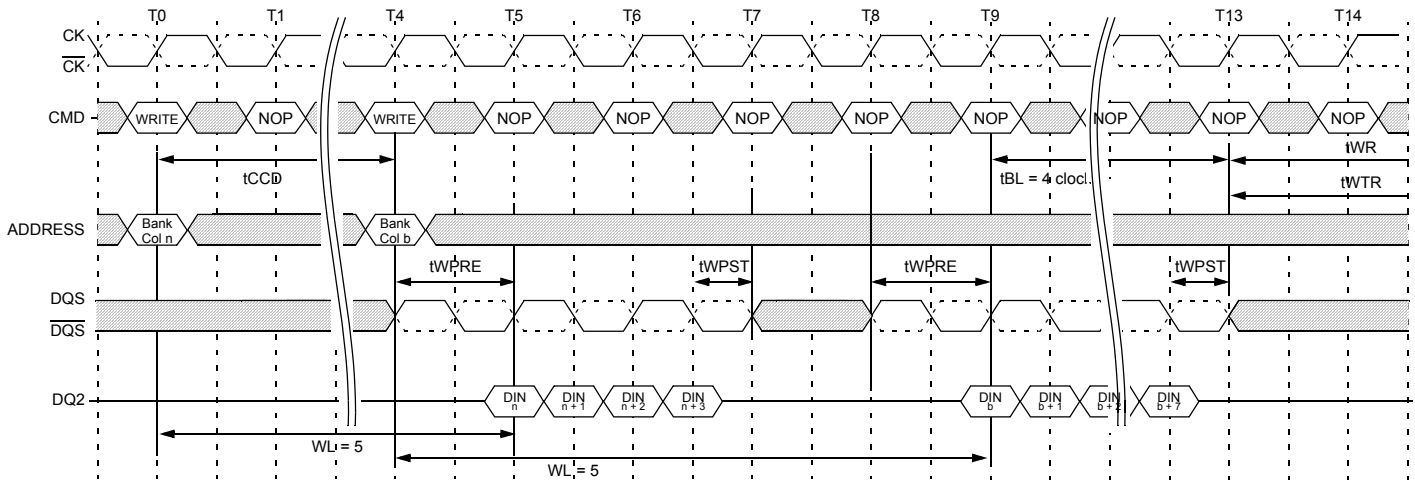 T0 T1 T4 T5 T6 T7 T8 T9 T13 T14
CK
CK
CMD WRITE NOP WRITE NOP NOP NOP NOP NOP NOP NOP NOP
tCCD tBL = 4 cloc tWR
tWTR
ADDRESS Bank Col n Bank Col b
tWPRE tWPST tWPRE tWPST
DQS
DQS
DQ2 DIN n DIN n + 1 DIN n + 2 DIN n + 3 DIN b DIN b + 1 DIN b + 2 DIN b + 7
WL = 5
WL = 5